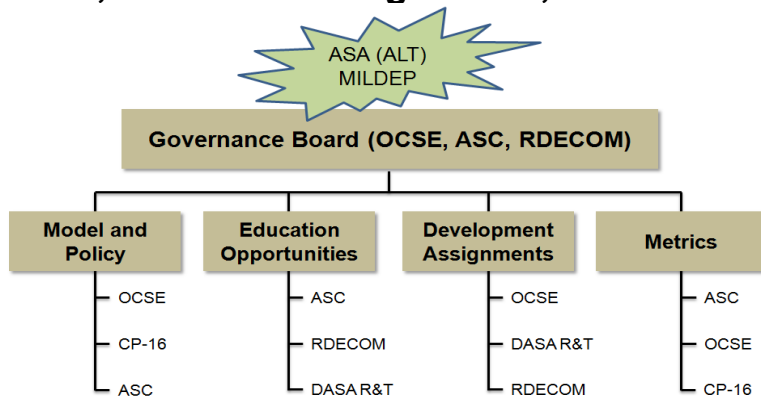 ASA (ALT)
MILDEP
Governance Board (OCSE, ASC, RDECOM)
Model and
Policy
OCSE
CP-16
ASC
Education
Opportunities
ASC
RDECOM
DASA R&T
Development
Assignments
OCSE
DASA R&T
RDECOM
Metrics
ASC
OCSE
CP-16